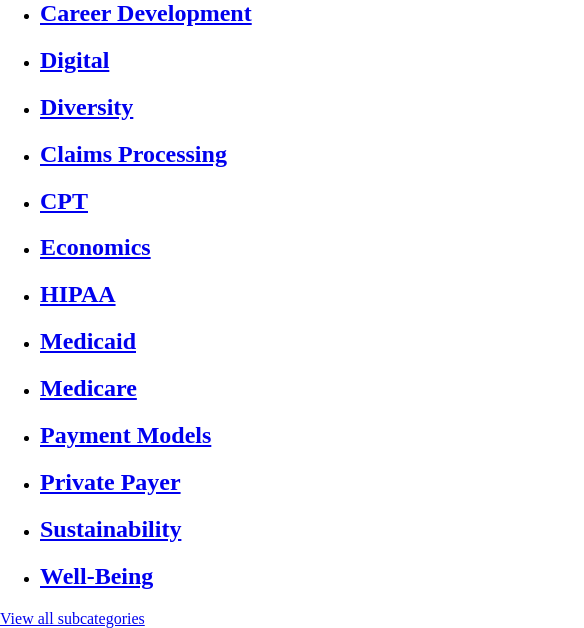 Career Development
Digital
Diversity
Claims Processing
CPT
Economics
HIPAA
Medicaid
Medicare
Payment Models
Private Payer
Sustainability
Well-Being
View all subcategories